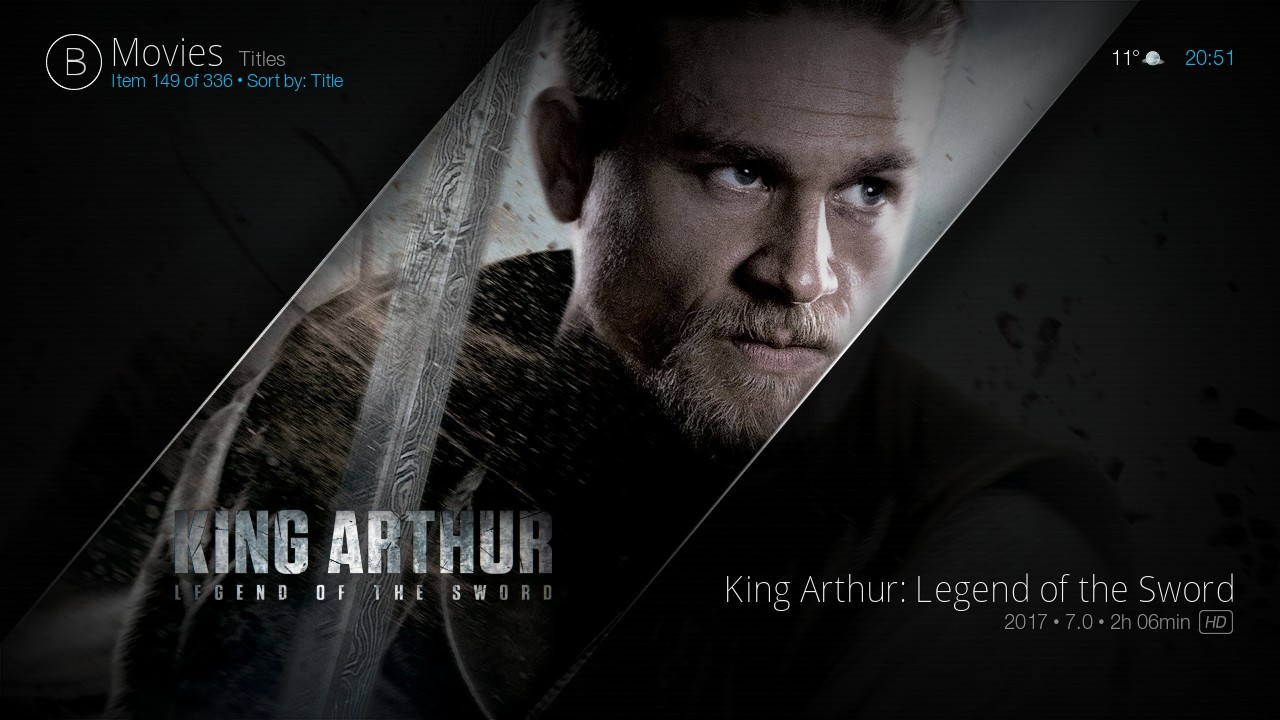 B Movies Titles
Item 149 of 336 • Sort by: Title
11° 20:51
KING ARTHUR
LEGEND OF THE SWORD
King Arthur: Legend of the Sword
2017 • 7.0 • 2h 06min HD